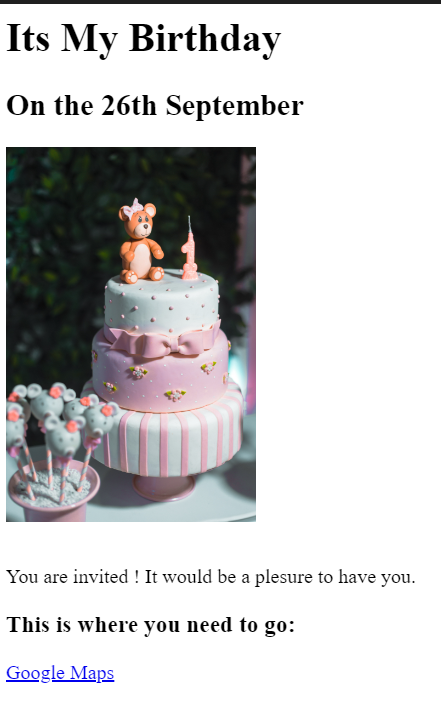 Its My Birthday
On the 26th September
1
You are invited ! It would be a plesure to have you.
This is where you need to go:
Google Maps